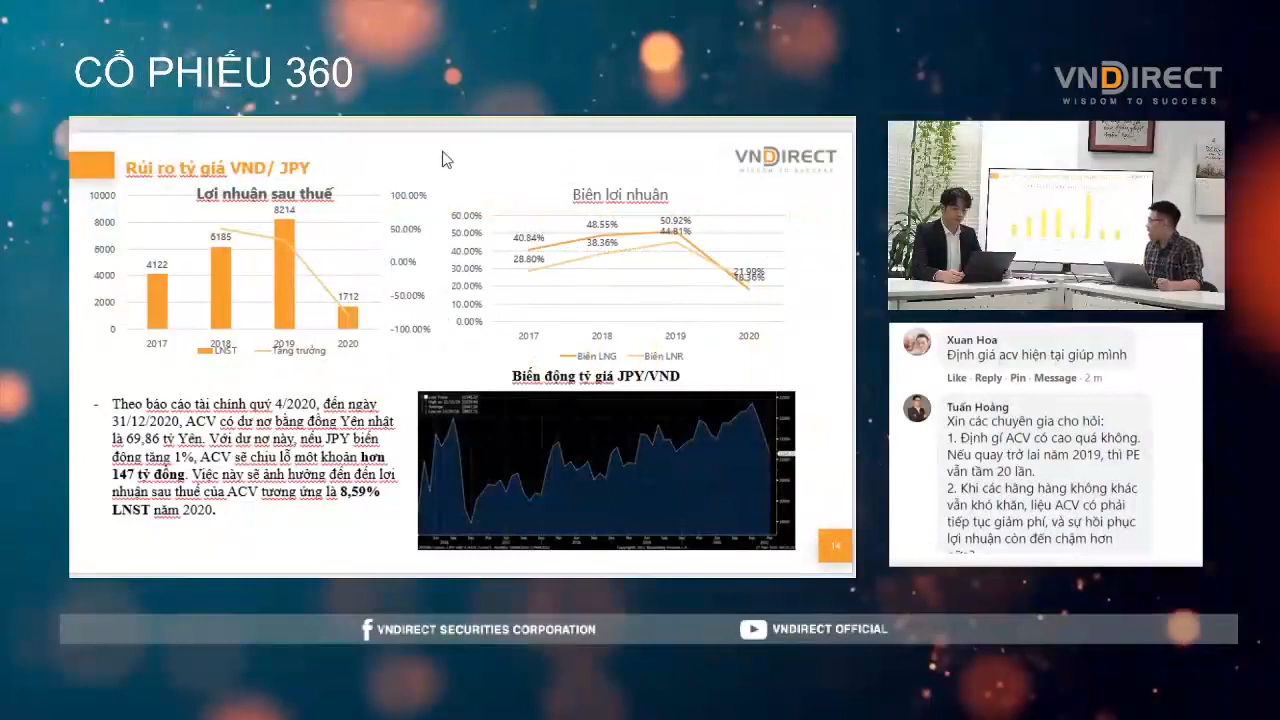 CỔ PHIẾU 360
VNDIRECT
WISDOM TO SUCCESS
Rủi ro tỷ giá VND/ JPY
VNDIRECT
WISDOM TO SUCCESS
Lợi nhuận sau thuế
10000
8000
6000
4000
2000
0
100.00%
50.00%
0.00%
-50.00%
-100.00%
4122
6185
8214
1712
2017
2018
2019
2020
LNST
Tăng trưởng
Biên lợi nhuận
60.00%
50.00%
40.00%
30.00%
20.00%
10.00%
0.00%
40.84%
48.55%
50.92%
21.99%
28.80%
38.36%
44.81%
18.36%
2017
2018
2019
2020
Biên LNG
Biên LNR
Biến động tỷ giá JPY/VND
- Theo báo cáo tài chính quý 4/2020, đến ngày
31/12/2020, ACV có dư nợ bằng đồng Yên nhật
là 69,86 tỷ Yên. Với dư nợ này, nếu JPY biến
động tăng 1%, ACV sẽ chịu lỗ một khoản hơn
147 tỷ đồng. Việc này sẽ ảnh hưởng đến đến lợi
nhuận sau thuế của ACV tương ứng là 8,59%
LNST năm 2020.
14
Xuan Hoa
Định giá acv hiện tại giúp mình
Like · Reply · Pin · Message · 2 m
Tuấn Hoàng
Xin các chuyên gia cho hỏi:
1. Định gí ACV có cao quá không.
Nếu quay trở lai năm 2019, thì PE
vẫn tầm 20 lần.
2. Khi các hãng hàng không khác
vẫn khó khăn, liệu ACV có phải
tiếp tục giảm phí, và sự hồi phục
lợi nhuận còn đến chậm hơn
VNDIRECT SECURITIES CORPORATION
VNDIRECT OFFICIAL